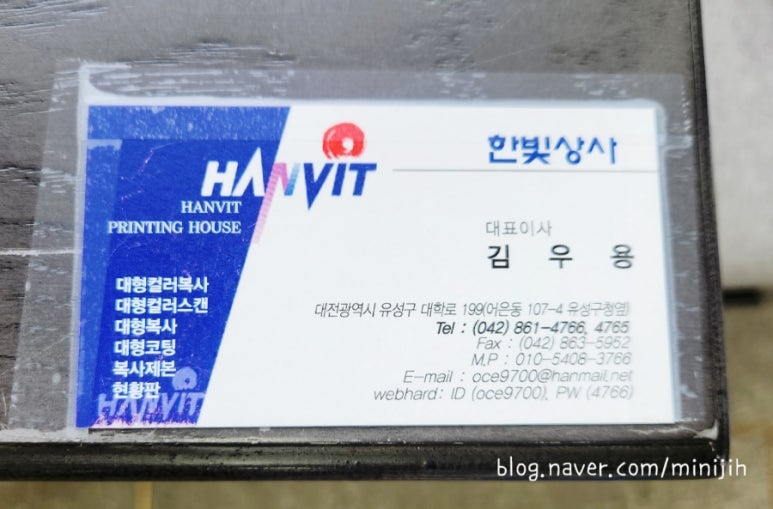 HANVIT
HANVIT
PRINTING HOUSE
한빛상사
대표이사
김 우 용
대형컬러복사
대형컬러스캔
대형복사
대형코팅
복사제본
현황판
HANVIT
대전광역시 유성구 대학로 199(어은동 107-4 유성구청옆)
Tel : (042) 861-4766, 4765
Fax : (042) 863-5952
M.P : 010-5408-3766
E-mail : oce9700@hanmail.net
webhard: ID (oce9700), PW (4766)
blog.naver.com/minijih